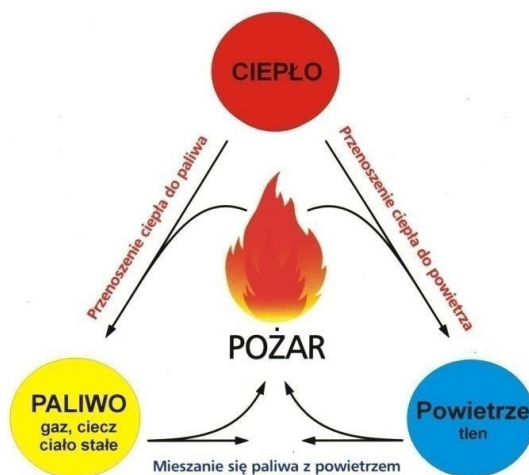 CIEPŁO
Przenoszenie ciepła do paliwa
Przenoszenie ciepła do powietrza
POŻAR
PALIWO
gaz, ciecz
ciało stałe
Powietrze
tlen
Mieszanie się paliwa z powietrzem